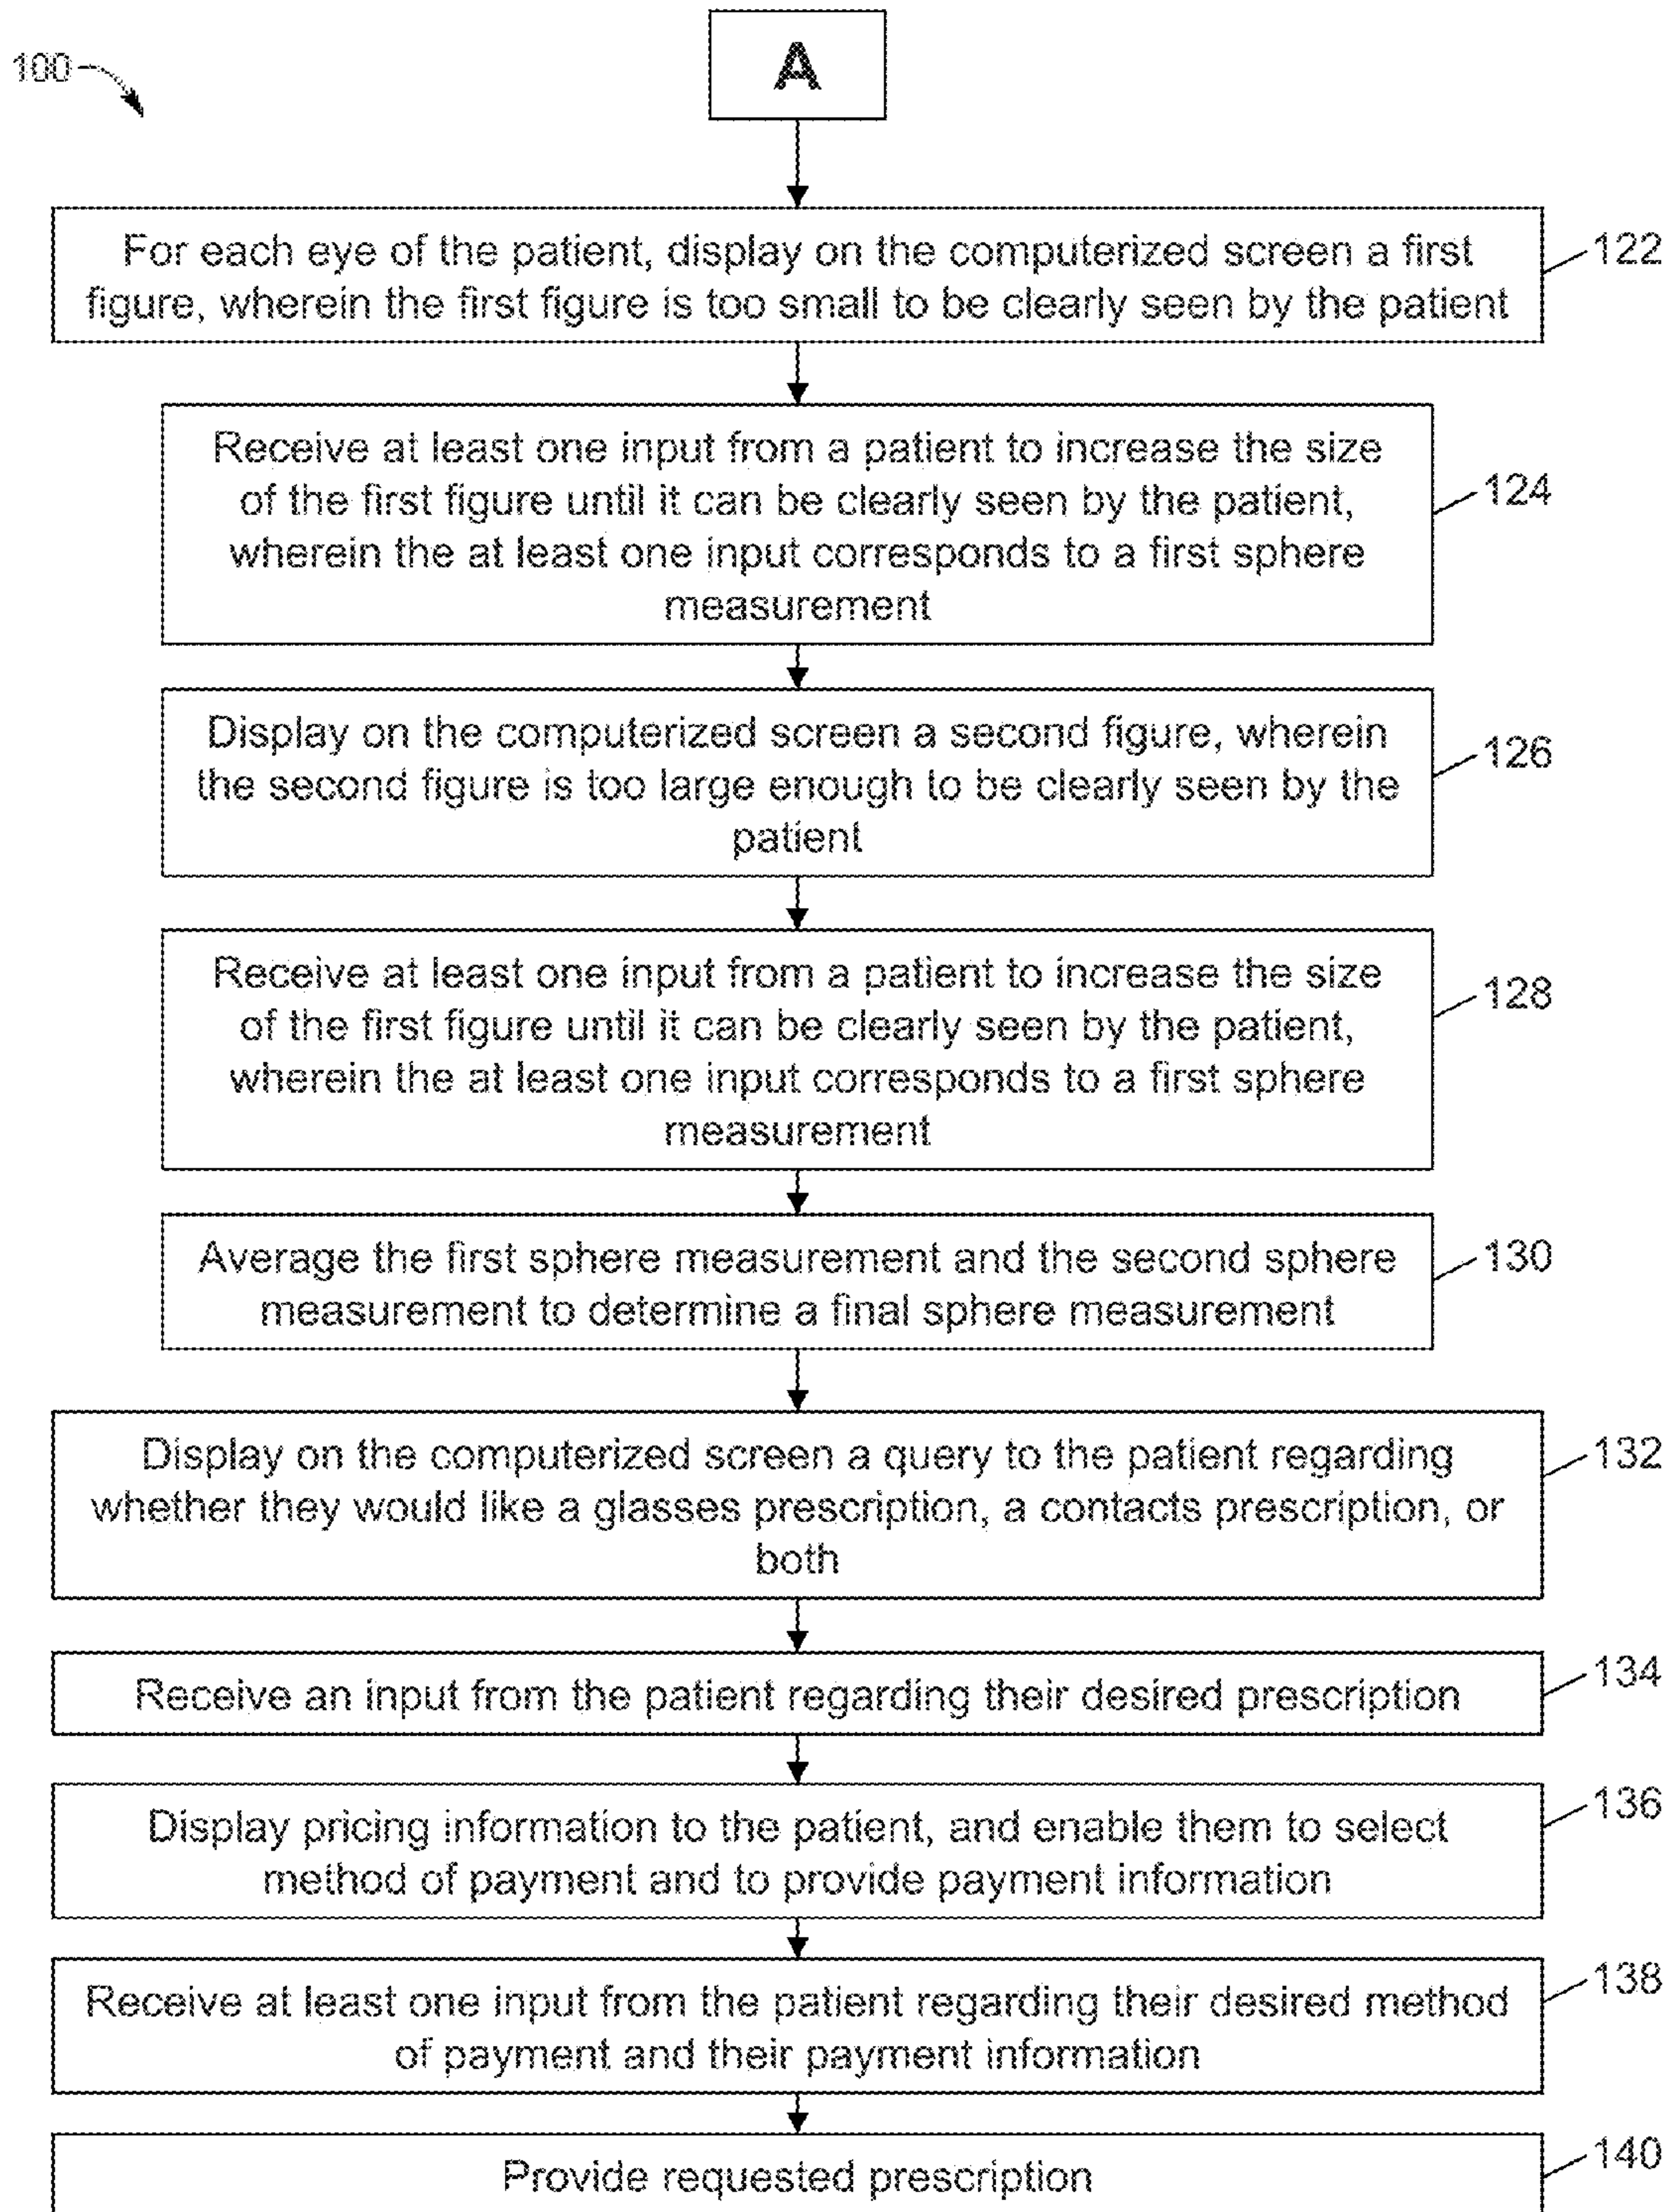 100
A
For each eye of the patient, display on the computerized screen a first
figure, wherein the first figure is too small to be clearly seen by the patient
122
Receive at least one input from a patient to increase the size
of the first figure until it can be clearly seen by the patient,
wherein the at least one input corresponds to a first sphere
measurement
124
Display on the computerized screen a second figure, wherein
the second figure is too large enough to be clearly seen by the
patient
126
Receive at least one input from a patient to increase the size
of the first figure until it can be clearly seen by the patient,
wherein the at least one input corresponds to a first sphere
measurement
128
Average the first sphere measurement and the second sphere
measurement to determine a final sphere measurement
130
Display on the computerized screen a query to the patient regarding
whether they would like a glasses prescription, a contacts prescription, or
both
132
Receive an input from the patient regarding their desired prescription
134
Display pricing information to the patient, and enable them to select
method of payment and to provide payment information
136
Receive at least one input from the patient regarding their desired method
of payment and their payment information
138
Provide requested prescription
140